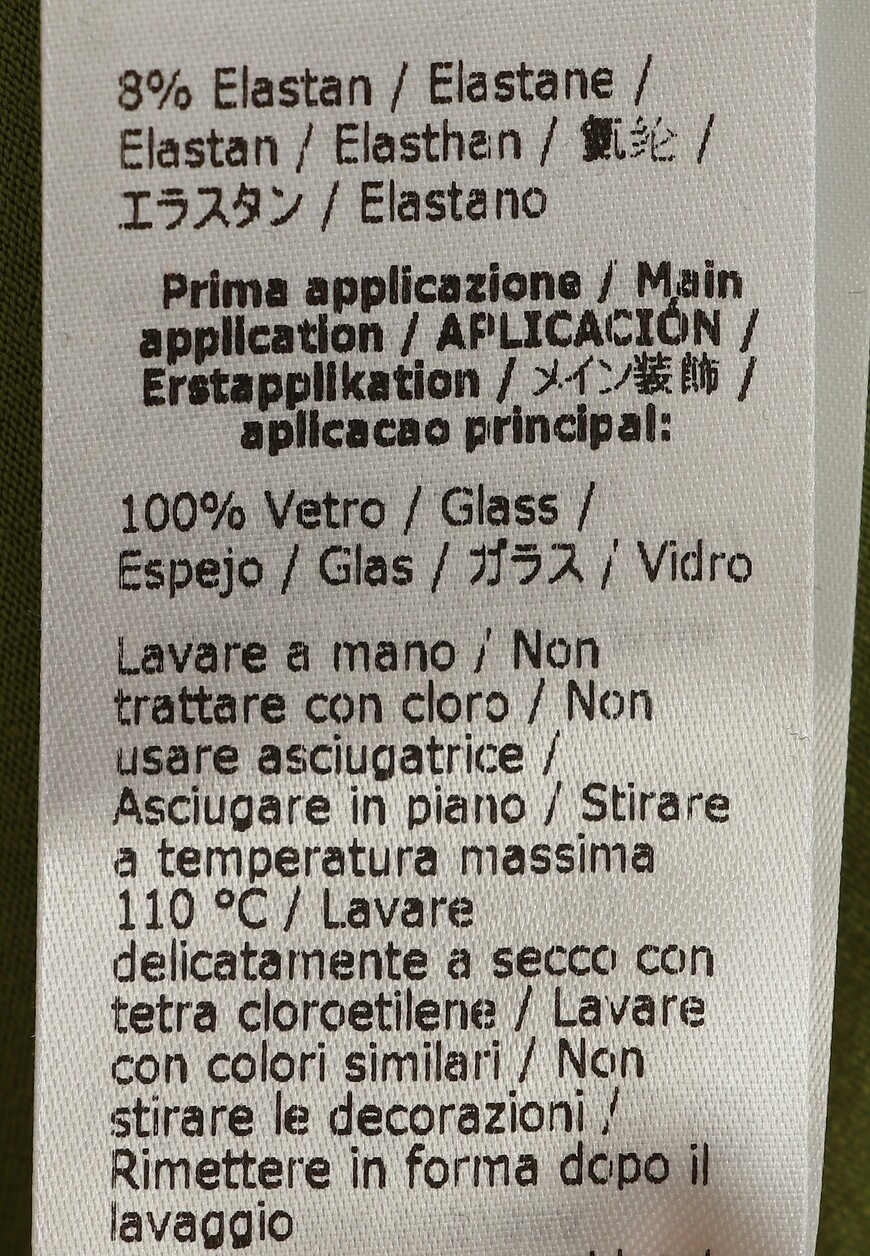 8% Elastan / Elastane /
Elastan / Elasthan / 氨纶 /
エラスタン / Elastano
Prima applicazione / Main
application / APLICACIÓN /
Erstapplikation / メイン装飾 /
aplicacao principal:
100% Vetro / Glass /
Espejo / Glas / ガラス / Vidro
Lavare a mano / Non
trattare con cloro / Non
usare asciugatrice /
Asciugare in piano / Stirare
a temperatura massima
110 °C / Lavare
delicatamente a secco con
tetra cloroetilene / Lavare
con colori similari / Non
stirare le decorazioni /
Rimettere in forma dopo il
lavaggio